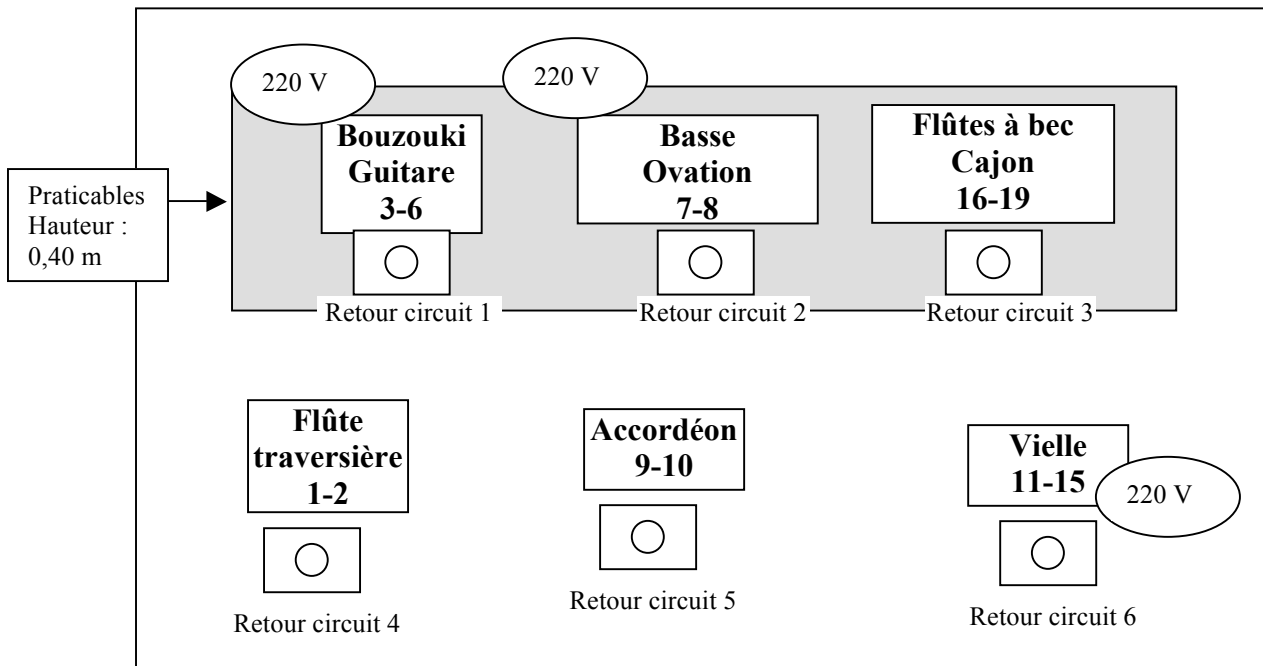 220 V
220 V
Bouzouki
Guitare
3-6
Basse
Ovation
7-8
Flûtes à bec
Cajon
16-19
Praticables
Hauteur :
0,40 m
Retour circuit 1
Retour circuit 2
Retour circuit 3
Flûte
traversière
1-2
Accordéon
9-10
Vielle
11-15
220 V
Retour circuit 4
Retour circuit 5
Retour circuit 6